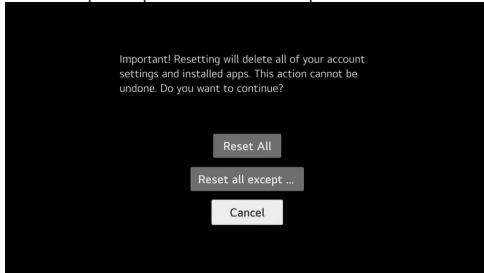 Important! Resetting will delete all of your account
settings and installed apps. This action cannot be
undone. Do you want to continue?
Reset All
Reset all except ...
Cancel